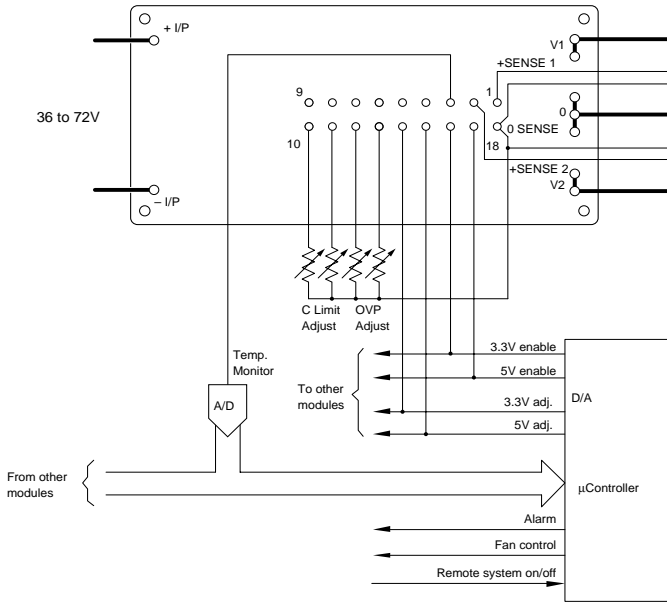 + I/P
V1
+SENSE 1
9
1
36 to 72V
0
0 SENSE
10
18
+SENSE 2
V2
– I/P
C Limit
Adjust
OVP
Adjust
Temp.
Monitor
3.3V enable
5V enable
To other
modules
D/A
A/D
3.3V adj.
5V adj.
From other
modules
µController
Alarm
Fan control
Remote system on/off